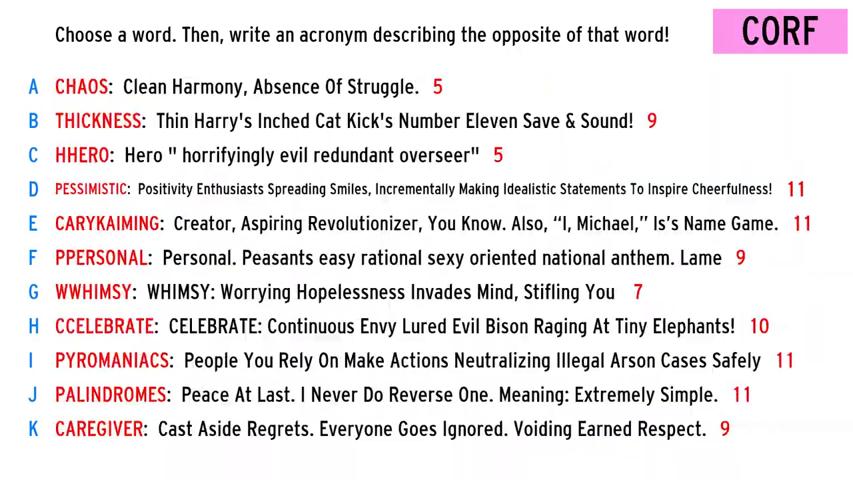 Choose a word. Then, write an acronym describing the opposite of that word!
CORF
A CHAOS: Clean Harmony, Absence Of Struggle. 5
B THICKNESS: Thin Harry's Inched Cat Kick's Number Eleven Save & Sound! 9
C HHERO: Hero " horrifyingly evil redundant overseer" 5
D PESSIMISTIC: Positivity Enthusiasts Spreading Smiles, Incrementally Making Idealistic Statements To Inspire Cheerfulness! 11
E CARYKAIMING: Creator, Aspiring Revolutionizer, You Know. Also, “I, Michael,” Is’s Name Game. 11
F PPERSONAL: Personal. Peasants easy rational sexy oriented national anthem. Lame 9
G WWHIMSY: WHIMSY: Worrying Hopelessness Invades Mind, Stifling You 7
H CCELEBRATE: CELEBRATE: Continuous Envy Lured Evil Bison Raging At Tiny Elephants! 10
I PYROMANIACS: People You Rely On Make Actions Neutralizing Illegal Arson Cases Safely 11
J PALINDROMES: Peace At Last. I Never Do Reverse One. Meaning: Extremely Simple. 11
K CAREGIVER: Cast Aside Regrets. Everyone Goes Ignored. Voiding Earned Respect. 9